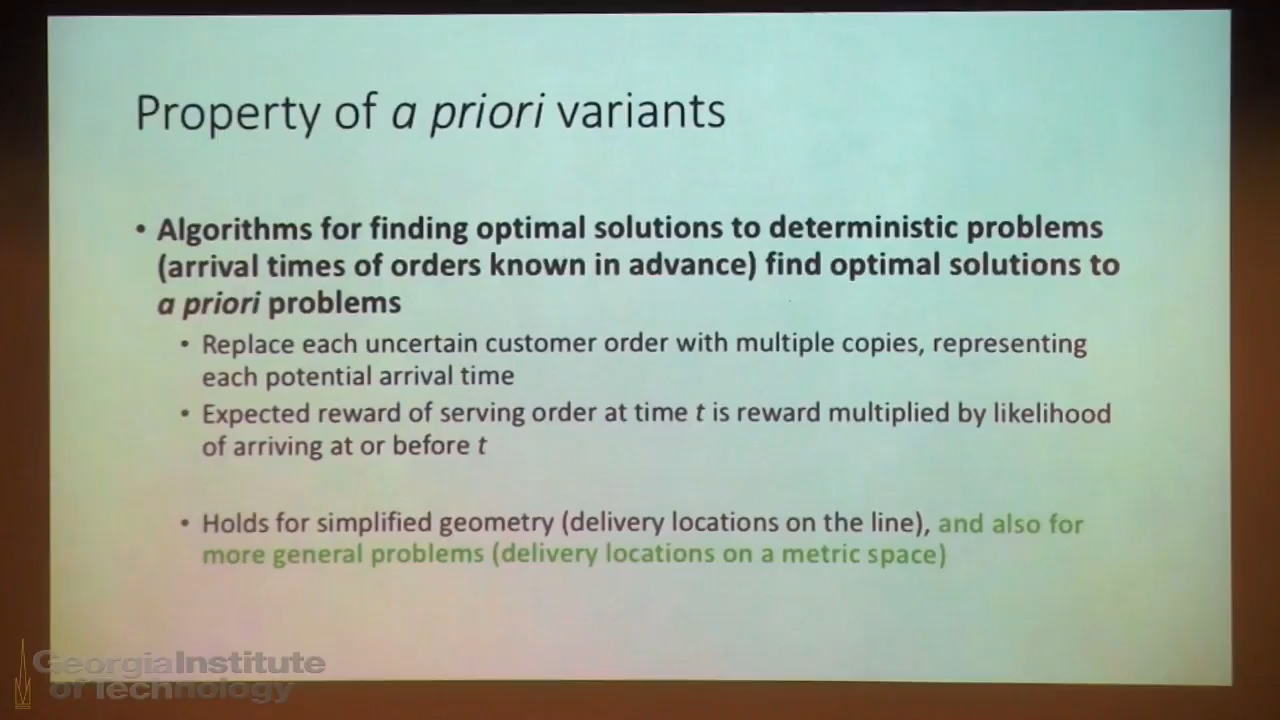 Property of a priori variants
• Algorithms for finding optimal solutions to deterministic problems
(arrival times of orders known in advance) find optimal solutions to
a priori problems
• Replace each uncertain customer order with multiple copies, representing
each potential arrival time
• Expected reward of serving order at time t is reward multiplied by likelihood
of arriving at or before t
• Holds for simplified geometry (delivery locations on the line), and also for
more general problems (delivery locations on a metric space)
GeorgiaInstitute
of Technology